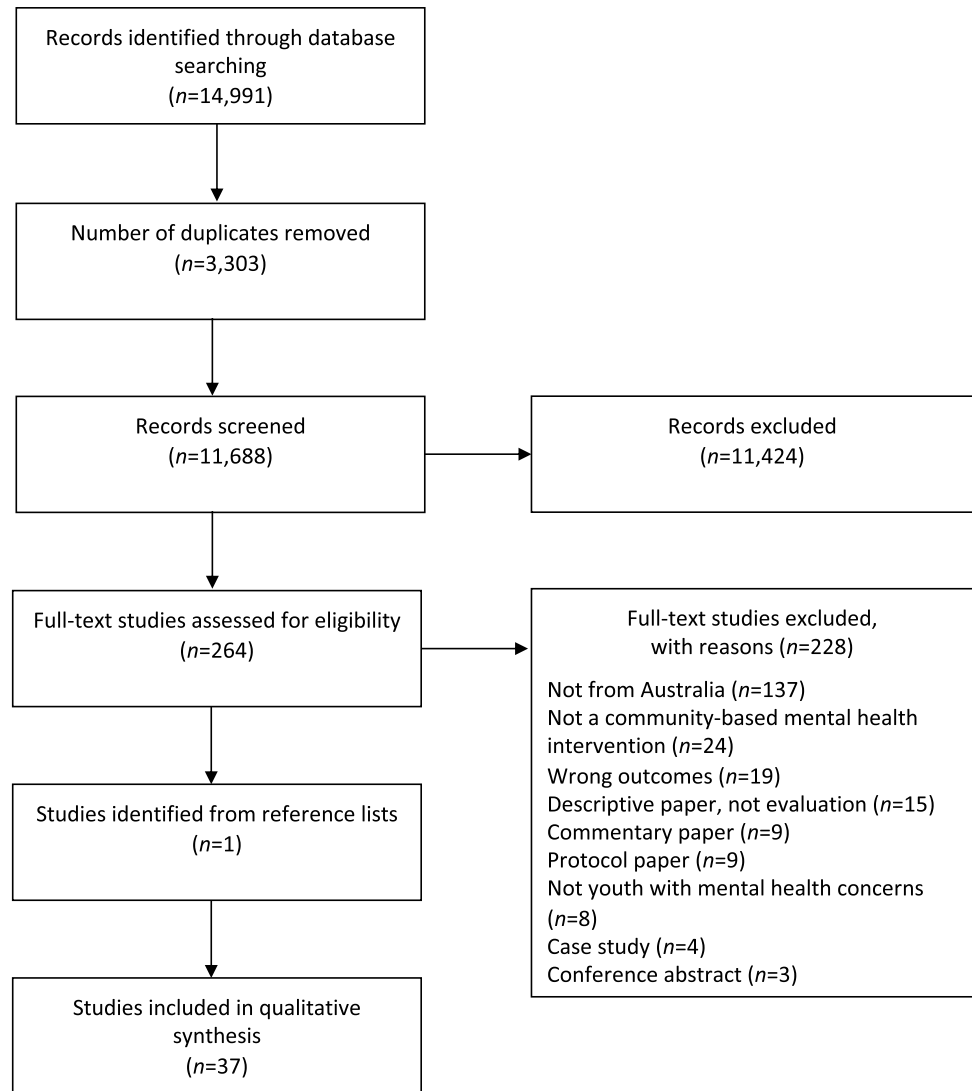 Records identified through database
searching
(n=14,991)
Number of duplicates removed
(n=3,303)
Records screened
(n=11,688)
Records excluded
(n=11,424)
Full-text studies assessed for eligibility
(n=264)
Full-text studies excluded,
with reasons (n=228)
Not from Australia (n=137)
Not a community-based mental health
intervention (n=24)
Wrong outcomes (n=19)
Descriptive paper, not evaluation (n=15)
Commentary paper (n=9)
Protocol paper (n=9)
Not youth with mental health concerns
(n=8)
Case study (n=4)
Conference abstract (n=3)
Studies identified from reference lists
(n=1)
Studies included in qualitative
synthesis
(n=37)